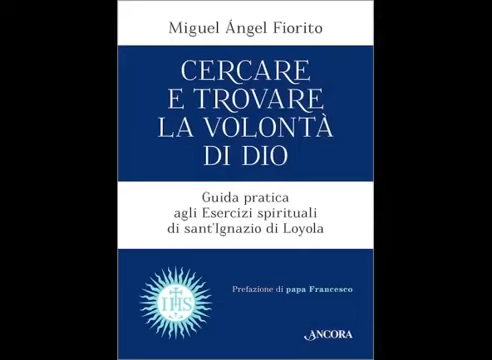 Miguel Ángel Fiorito
CERCARE
E TROVARE
LA VOLONTÀ
DI DIO
Guida pratica
agli Esercizi spirituali
di sant'Ignazio di Loyola
IHS
Prefazione di papa Francesco
ANCORA